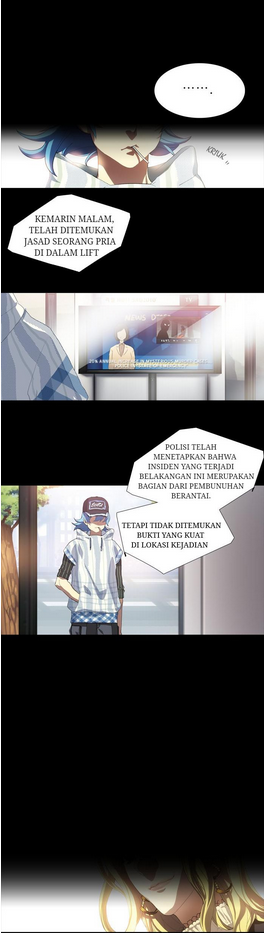 .......
KRIUK..
KEMARIN MALAM,
TELAH DITEMUKAN
JASAD SEORANG PRIA
DI DALAM LIFT
NEWS
POLISI TELAH
MENETAPKAN BAHWA
INSIDEN YANG TERJADI
BELAKANGAN INI MERUPAKAN
BAGIAN DARI PEMBUNUHAN
BERANTAI.
TETAPI TIDAK DITEMUKAN
BUKTI YANG KUAT
DI LOKASI KEJADIAN